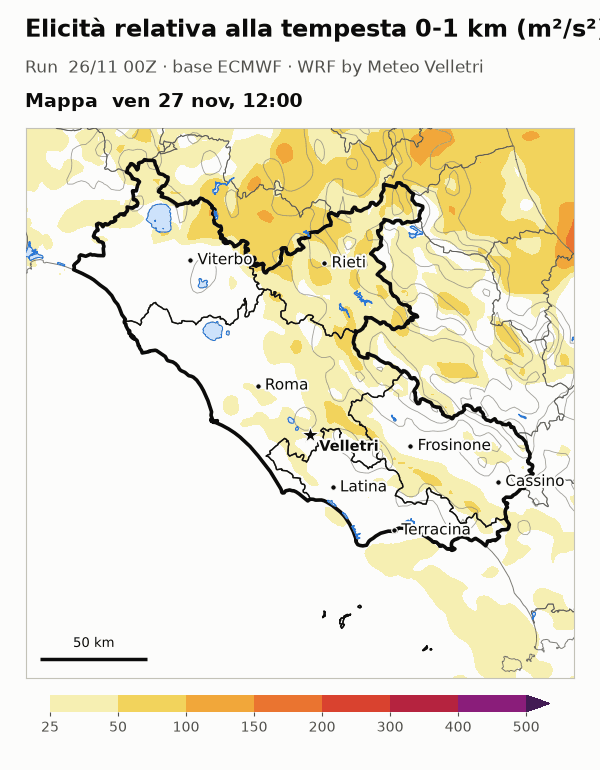 Elicità relativa alla tempesta 0-1 km (m²/s²)
Run  26/11 00Z · base ECMWF · WRF by Meteo Velletri
Mappa  ven 27 nov, 12:00
Viterbo
Rieti
Roma
Velletri
Frosinone
Cassino
Latina
Terracina
50 km
25 50 100 150 200 300 400 500